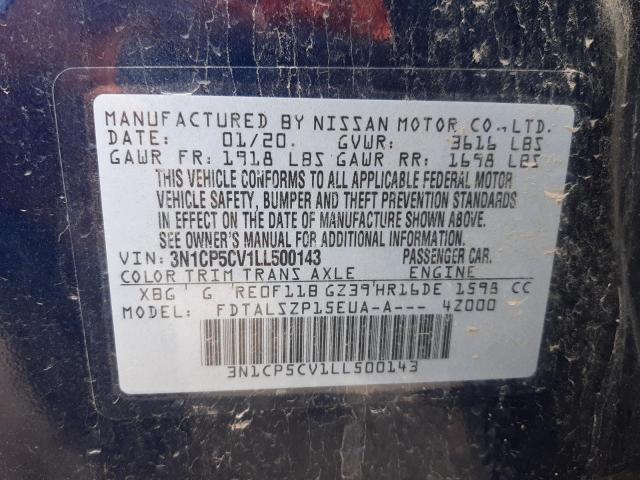 MANUFACTURED BY NISSAN MOTOR CO., LTD.
DATE: 01/20. GVWR: 3616 LBS
GAWR FR: 1918 LBS GAWR RR: 1698 LBS
THIS VEHICLE CONFORMS TO ALL APPLICABLE FEDERAL MOTOR
VEHICLE SAFETY, BUMPER AND THEFT PREVENTION STANDARDS
IN EFFECT ON THE DATE OF MANUFACTURE SHOWN ABOVE.
SEE OWNER'S MANUAL FOR ADDITIONAL INFORMATION.
VIN: 3N1CP5CV1LL500143 PASSENGER CAR.
COLOR TRIM TRANS AXLE ENGINE
XBG G RE0F11B GZ39 HR16DE 1598 CC
MODEL: FDTALSZP15EUA-A--- 42000
3N1CP5CV1LL500143